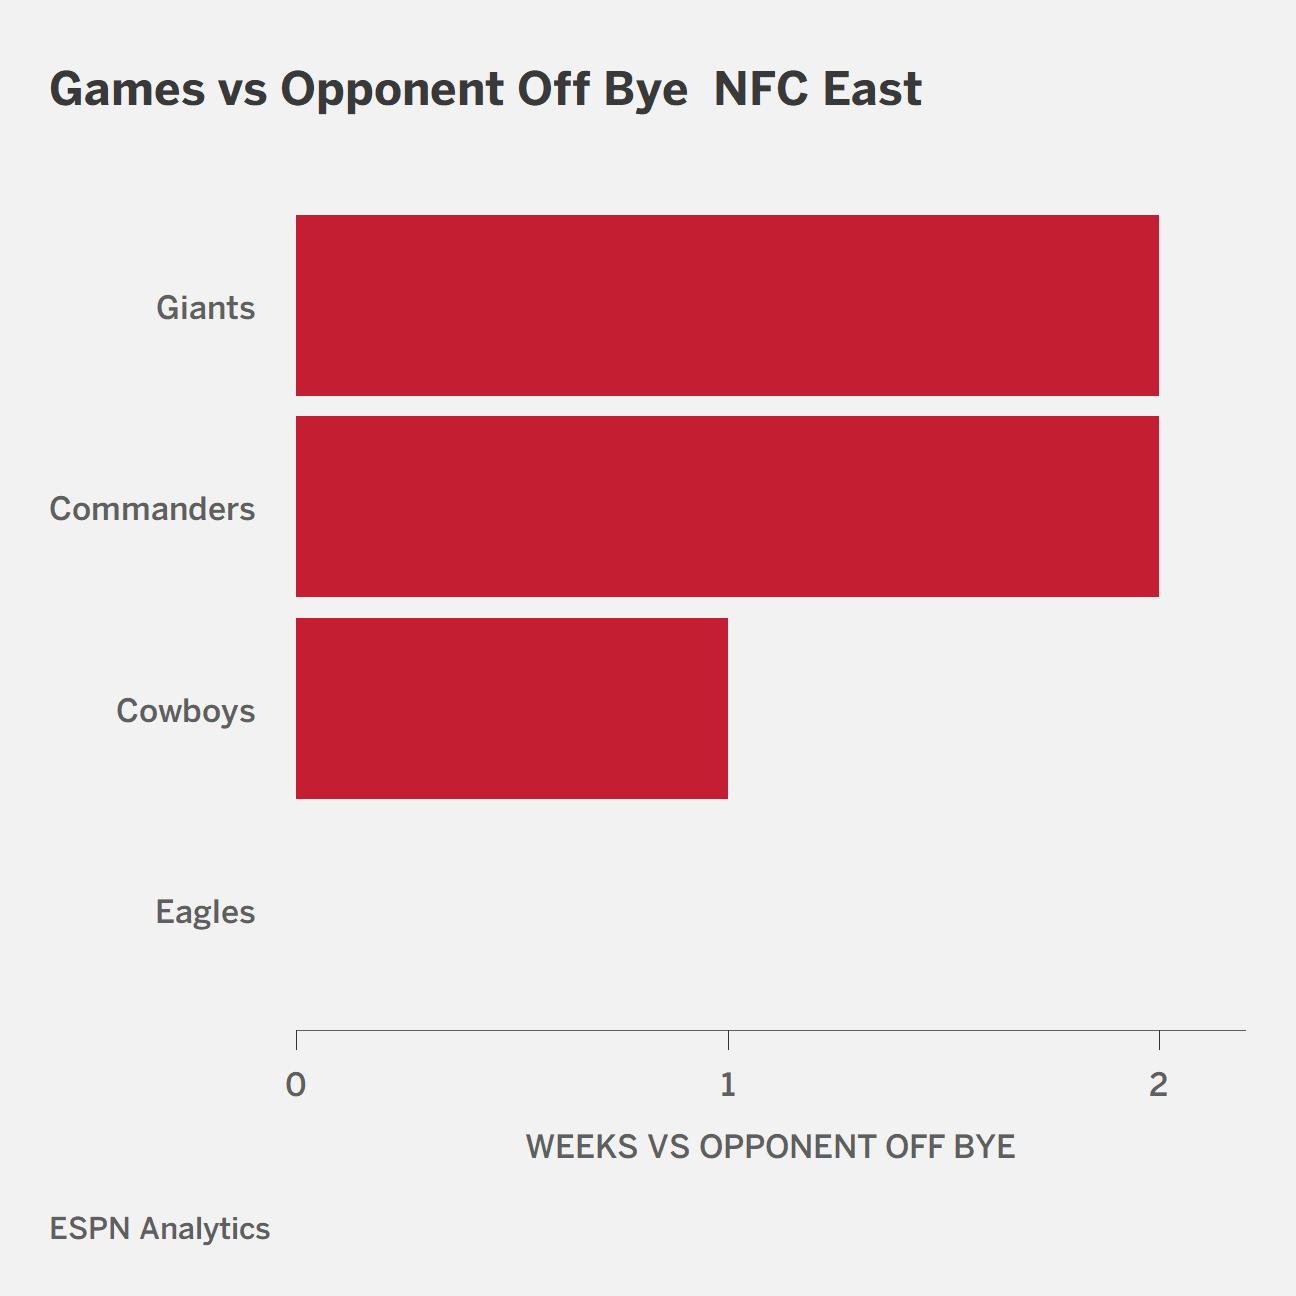 Games vs Opponent Off Bye  NFC East
Giants
Commanders
Cowboys
Eagles
0 1 2
WEEKS VS OPPONENT OFF BYE
ESPN Analytics